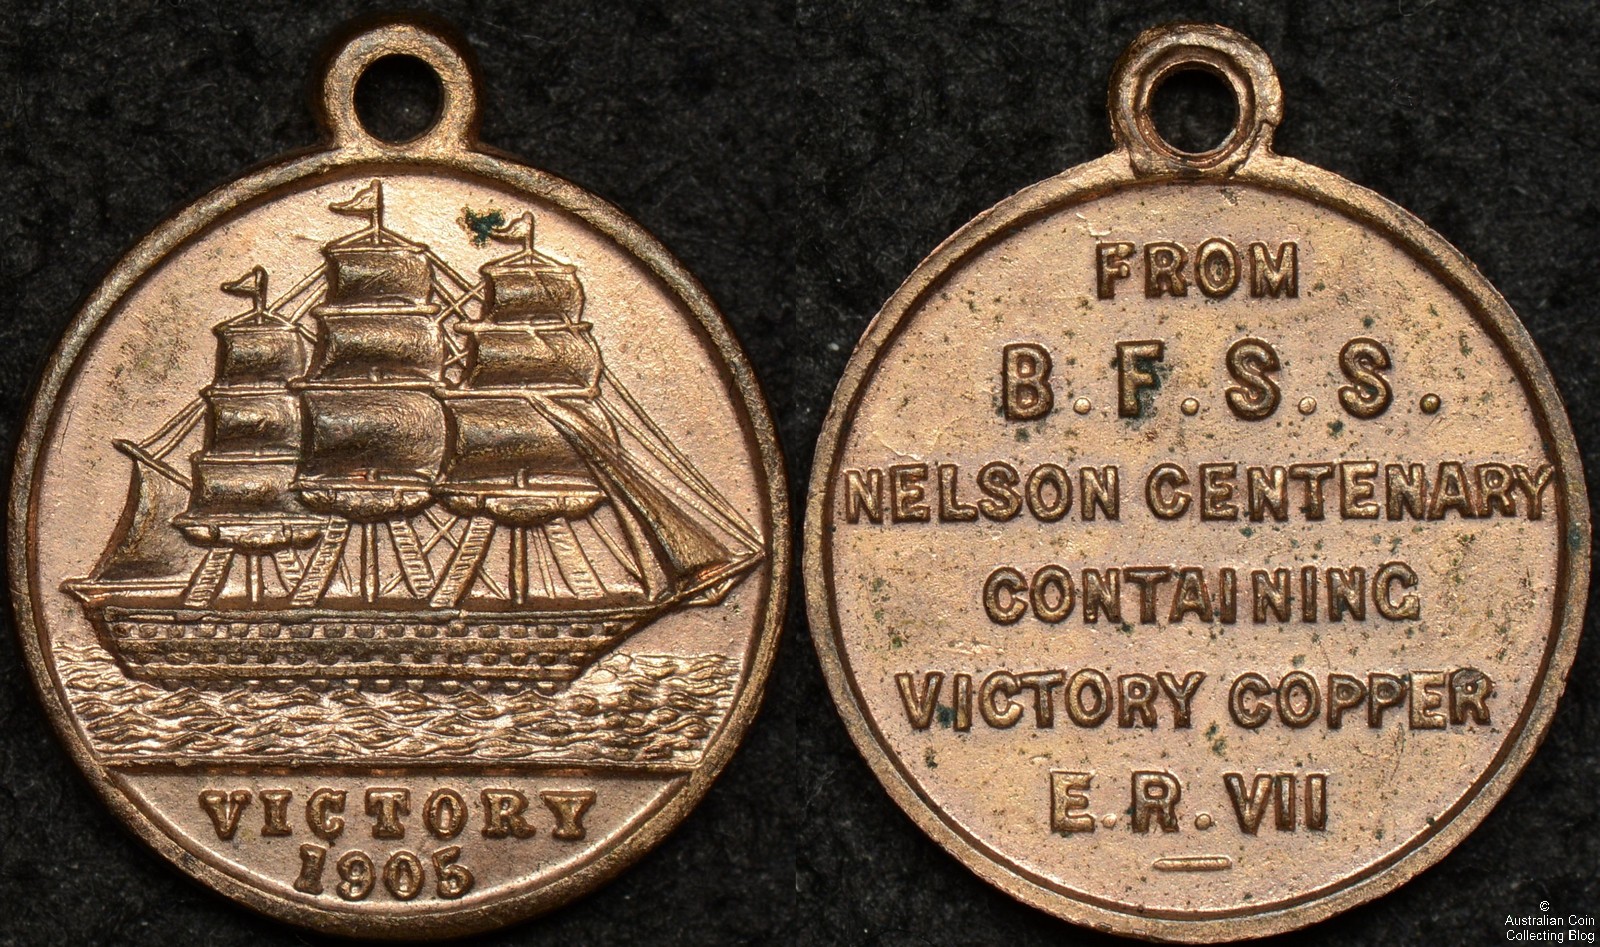 VICTORY
1905
FROM
B.F.S.S.
NELSON CENTENARY
CONTAINING
VICTORY COPPER
E.R.VII
©
Australian Coin
Collecting Blog